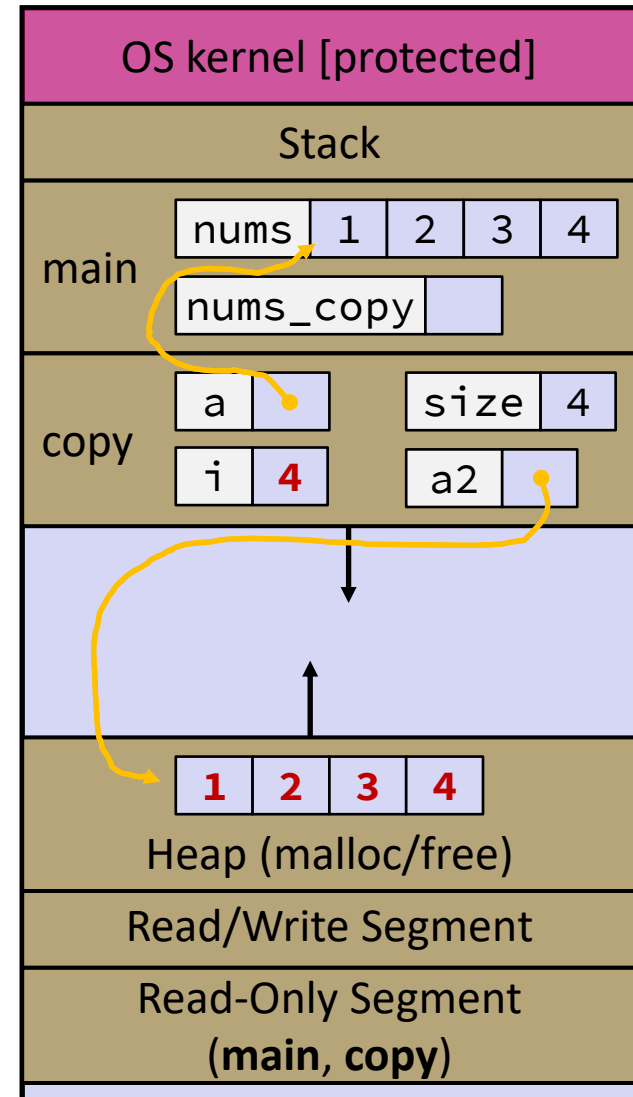 OS kernel [protected]
Stack
main
nums 1 2 3 4
nums_copy
copy
a size 4
i 4 a2
1 2 3 4
Heap (malloc/free)
Read/Write Segment
Read-Only Segment
(main, copy)